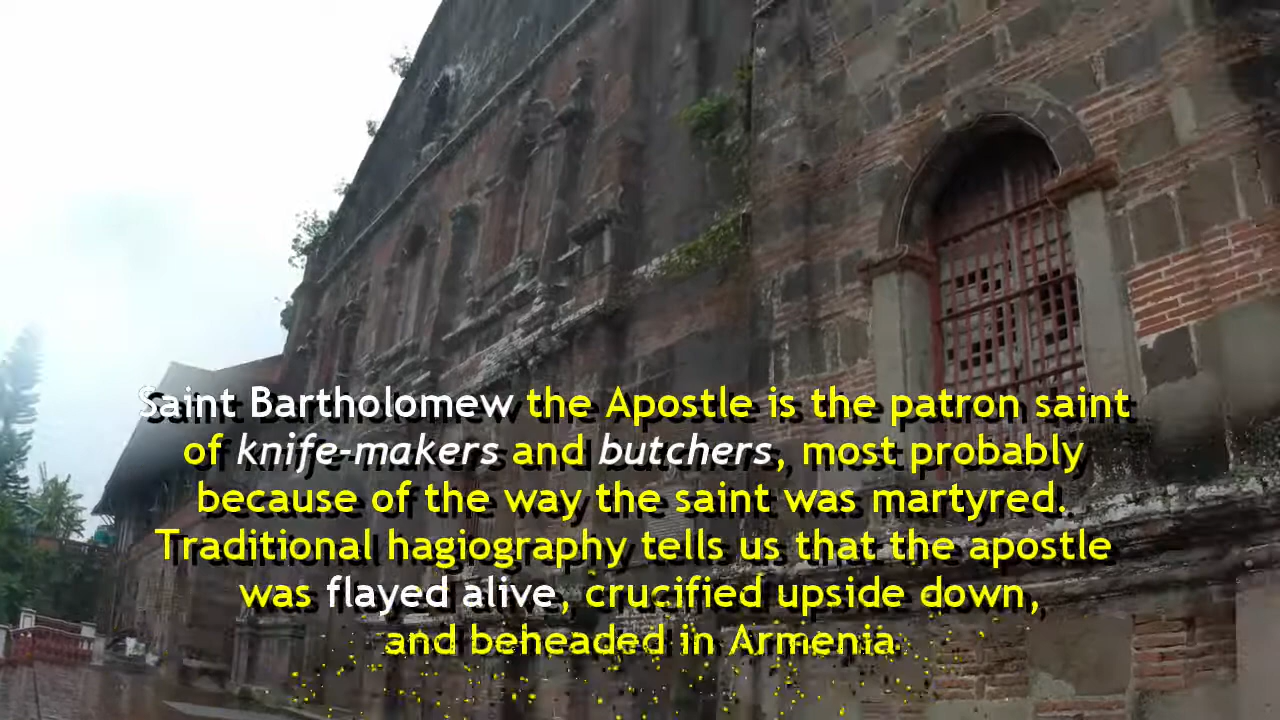 Saint Bartholomew the Apostle is the patron saint
of knife-makers and butchers, most probably
because of the way the saint was martyred.
Traditional hagiography tells us that the apostle
was flayed alive, crucified upside down,
and beheaded in Armenia.